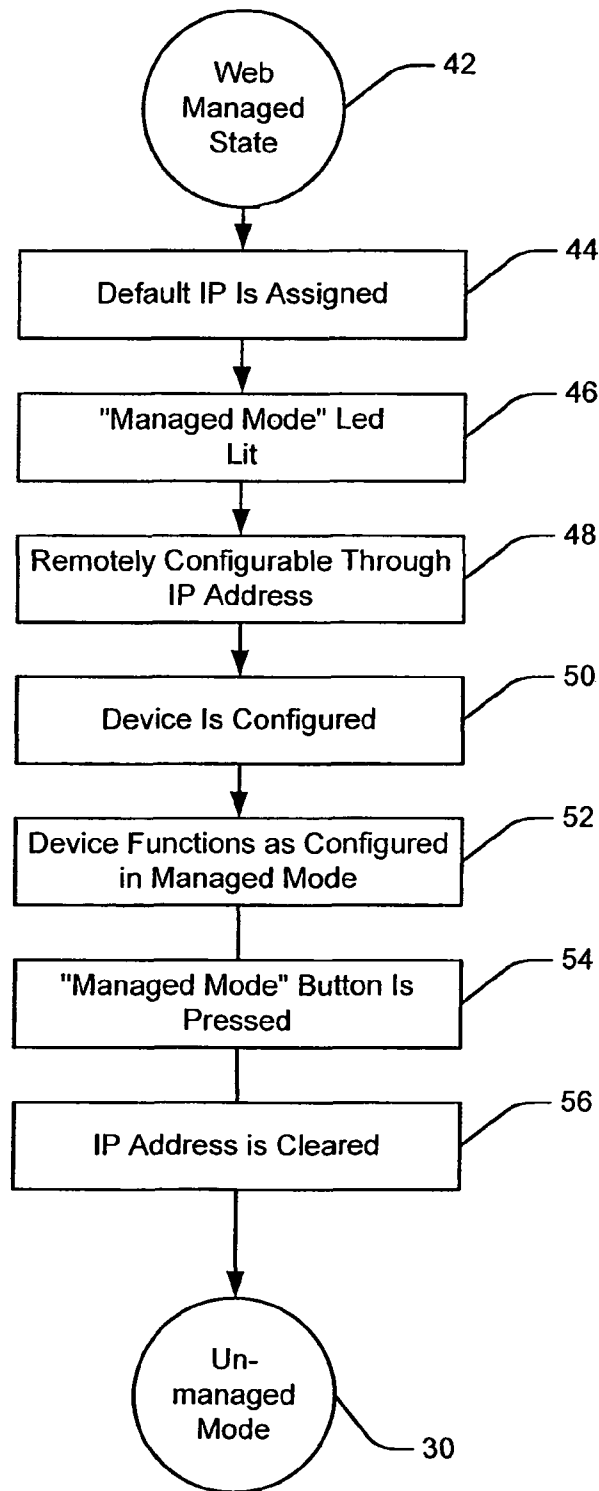 Web
Managed
State
42
44
Default IP Is Assigned
46
"Managed Mode" Led
Lit
48
Remotely Configurable Through
IP Address
50
Device Is Configured
52
Device Functions as Configured
in Managed Mode
54
"Managed Mode" Button Is
Pressed
56
IP Address is Cleared
Un-
managed
Mode
30